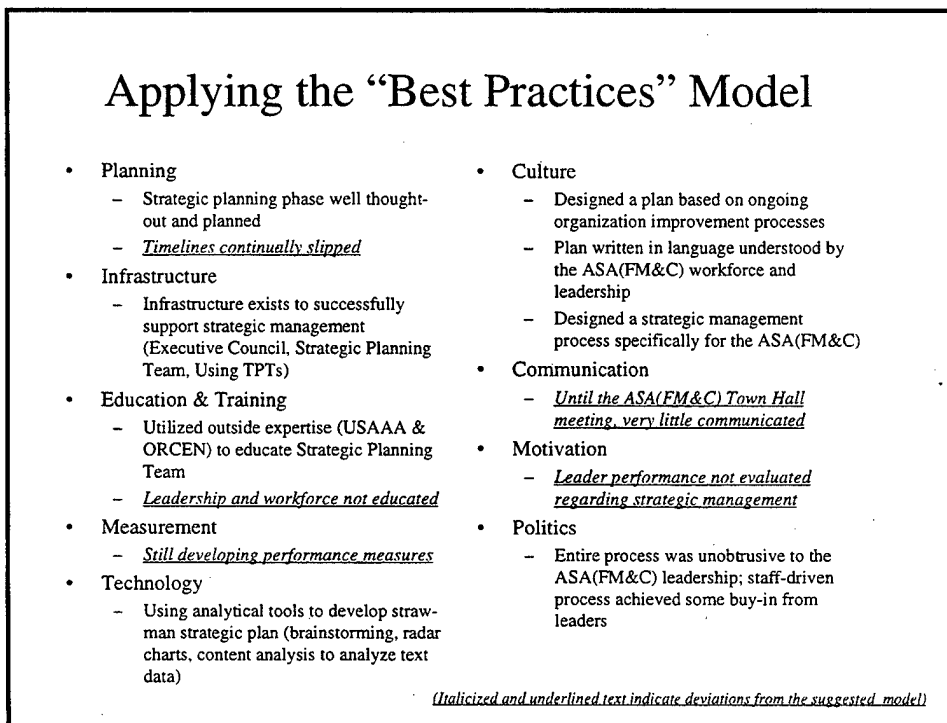 Applying the “Best Practices” Model
• Planning
– Strategic planning phase well thought-
out and planned
– Timelines continually slipped
• Infrastructure
– Infrastructure exists to successfully
support strategic management
(Executive Council, Strategic Planning
Team, Using TPTs)
• Education & Training
– Utilized outside expertise (USAAA &
ORCEN) to educate Strategic Planning
Team
– Leadership and workforce not educated
• Measurement
– Still developing performance measures
• Technology
– Using analytical tools to develop straw-
man strategic plan (brainstorming, radar
charts, content analysis to analyze text
data)
• Culture
– Designed a plan based on ongoing
organization improvement processes
– Plan written in language understood by
the ASA(FM&C) workforce and
leadership
– Designed a strategic management
process specifically for the ASA(FM&C)
• Communication
– Until the ASA(FM&C) Town Hall
meeting, very little communicated
• Motivation
– Leader performance not evaluated
regarding strategic management
• Politics
– Entire process was unobtrusive to the
ASA(FM&C) leadership; staff-driven
process achieved some buy-in from
leaders
(Italicized and underlined text indicate deviations from the suggested model)